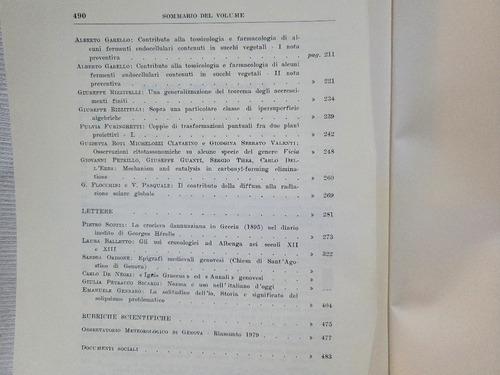 490 SOMMARIO DEL VOLUME
ALBERTO GARELLO: Contributo alla tossicologia e farmacologia di al-
cuni fermenti endocellulari contenuti in succhi vegetali - I nota
preventiva . . . . . . . . . . pag. 211
ALBERTO GARELLO: Contributo alla tossicologia e farmacologia di alcuni
fermenti endocellulari contenuti in succhi vegetali - II nota
preventiva . . . . . . . . . . » 221
GIUSEPPE RIZZITELLI: Una generalizzazione del teorema degli accresci-
menti finiti . . . . . . . . . . » 234
GIUSEPPE RIZZITELLI: Sopra una particolare classe di ipersuperficie
algebriche . . . . . . . . . . » 239
FULVIA FURINGHETTI: Coppie di trasformazioni puntuali fra due piani
proiettivi - I. . . . . . . . . . » 242
GUIDETTA ROTI MICHELOZZI CLAVARINO e GIOIOSINA SERRATO VALENTI:
Osservazioni citotassonomiche su alcune specie del genere Vicia » 248
GIOVANNI PETRILLO, GIUSEPPE GUANTI, SERGIO THEA, CARLO DEL-
L'ERBA: Mechanism and catalysis in carbonyl-forming elimina-
tions . . . . . . . . . . » 260
G. FLOCCHINI e V. PASQUALE: Il contributo della diffusa alla radia-
zione solare globale . . . . . . . . . . » 269
LETTERE . . . . . . . . . . » 281
PIETRO SCOTTI: La crociera dannunziana in Grecia (1895) nel diario
inedito di Georges Hérelle . . . . . . . . . . » 273
LAURA BALLETTO: Gli usi cronologici ad Albenga nei secoli XII
e XIII . . . . . . . . . . » 322
SANDRA ORIGONE: Epigrafi medievali genovesi (Chiesa di Sant'Ago-
stino di Genova) . . . . . . . . . .
CARLO DE NEGRI: « Ignis Graecus » ed « Annali » genovesi
GIULIA PETRACCO SICARDI: Norma e uso nell'italiano d'oggi
EMANUELE GENNARO: La solitudine dell'io. Storia e significato del
solipsismo problematico . . . . . . . . . . » 404
RUBRICHE SCIENTIFICHE . . . . . . . . . . » 475
OSSERVATORIO METEOROLOGICO DI GENOVA - Riassunto 1979 . . . » 477
DOCUMENTI SOCIALI . . . . . . . . . . » 483